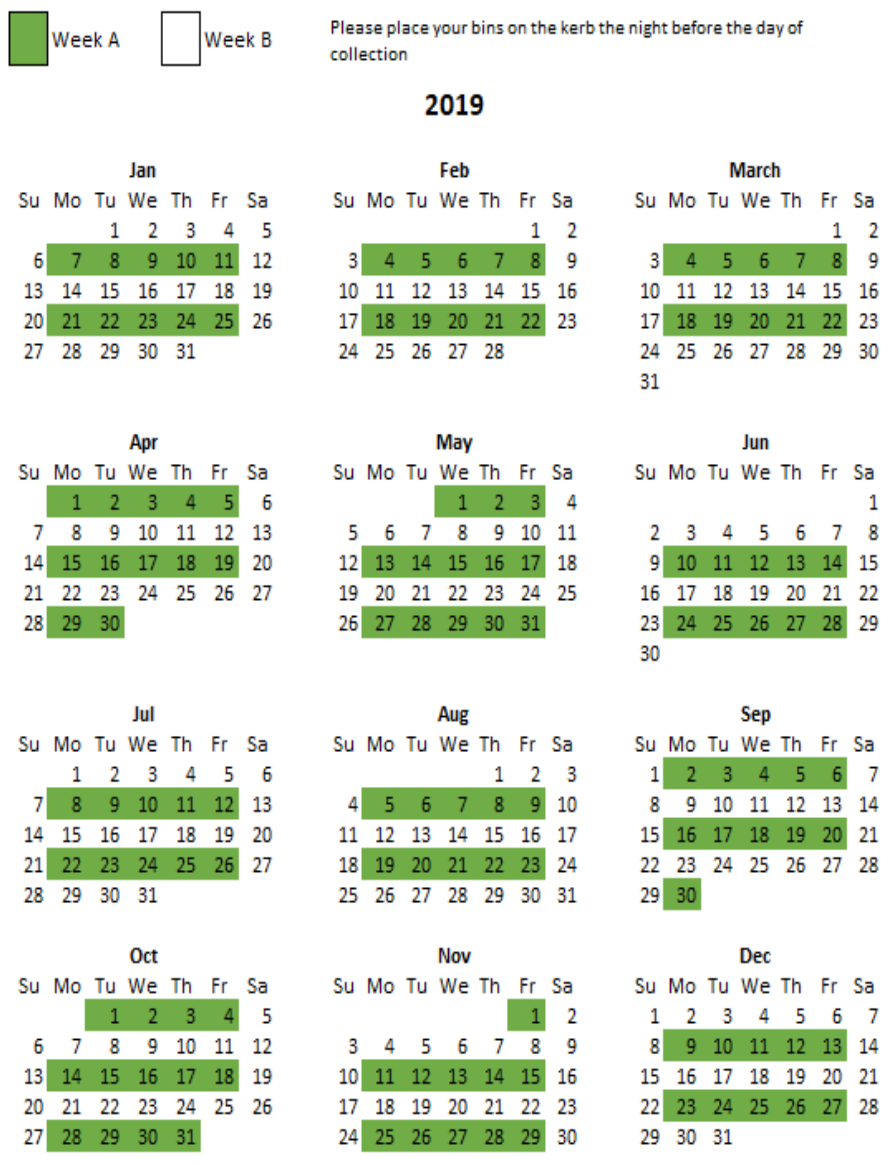 Week A Week B Please place your bins on the kerb the night before the day of
collection
2019
Jan Feb March
Su Mo Tu We Th Fr Sa Su Mo Tu We Th Fr Sa Su Mo Tu We Th Fr Sa
1 2 3 4 5 1 2 1 2
6 7 8 9 10 11 12 3 4 5 6 7 8 9 3 4 5 6 7 8 9
13 14 15 16 17 18 19 10 11 12 13 14 15 16 10 11 12 13 14 15 16
20 21 22 23 24 25 26 17 18 19 20 21 22 23 17 18 19 20 21 22 23
27 28 29 30 31 24 25 26 27 28 24 25 26 27 28 29 30
31
Apr May Jun
Su Mo Tu We Th Fr Sa Su Mo Tu We Th Fr Sa Su Mo Tu We Th Fr Sa
1 2 3 4 5 6 1 2 3 4 1
7 8 9 10 11 12 13 5 6 7 8 9 10 11 2 3 4 5 6 7 8
14 15 16 17 18 19 20 12 13 14 15 16 17 18 9 10 11 12 13 14 15
21 22 23 24 25 26 27 19 20 21 22 23 24 25 16 17 18 19 20 21 22
28 29 30 26 27 28 29 30 31 23 24 25 26 27 28 29
30
Jul Aug Sep
Su Mo Tu We Th Fr Sa Su Mo Tu We Th Fr Sa Su Mo Tu We Th Fr Sa
1 2 3 4 5 6 1 2 3 1 2 3 4 5 6 7
7 8 9 10 11 12 13 4 5 6 7 8 9 10 8 9 10 11 12 13 14
14 15 16 17 18 19 20 11 12 13 14 15 16 17 15 16 17 18 19 20 21
21 22 23 24 25 26 27 18 19 20 21 22 23 24 22 23 24 25 26 27 28
28 29 30 31 25 26 27 28 29 30 31 29 30
Oct Nov Dec
Su Mo Tu We Th Fr Sa Su Mo Tu We Th Fr Sa Su Mo Tu We Th Fr Sa
1 2 3 4 5 1 2 1 2 3 4 5 6 7
6 7 8 9 10 11 12 3 4 5 6 7 8 9 8 9 10 11 12 13 14
13 14 15 16 17 18 19 10 11 12 13 14 15 16 15 16 17 18 19 20 21
20 21 22 23 24 25 26 17 18 19 20 21 22 23 22 23 24 25 26 27 28
27 28 29 30 31 24 25 26 27 28 29 30 29 30 31